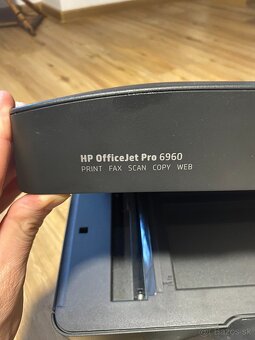 HP OfficeJet Pro 6960
PRINT FAX SCAN COPY WEB